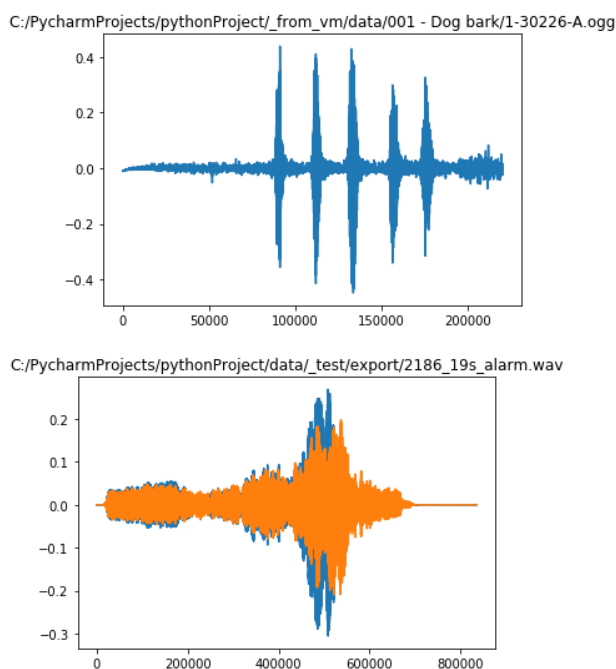 C:/PycharmProjects/pythonProject/_from_vm/data/001 - Dog bark/1-30226-A.ogg
0.4
0.2
0.0
−0.2
−0.4
0 50000 100000 150000 200000
C:/PycharmProjects/pythonProject/data/_test/export/2186_19s_alarm.wav
0.2
0.1
0.0
−0.1
−0.2
−0.3
0 200000 400000 600000 800000